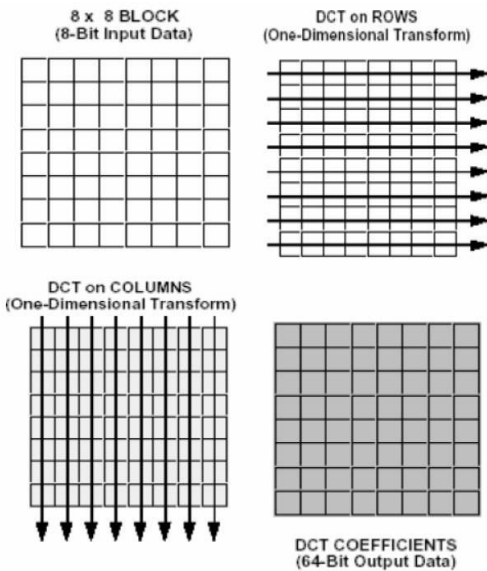 8 x 8 BLOCK
(8-Bit Input Data)
DCT on ROWS
(One-Dimensional Transform)
DCT on COLUMNS
(One-Dimensional Transform)
DCT COEFFICIENTS
(64-Bit Output Data)